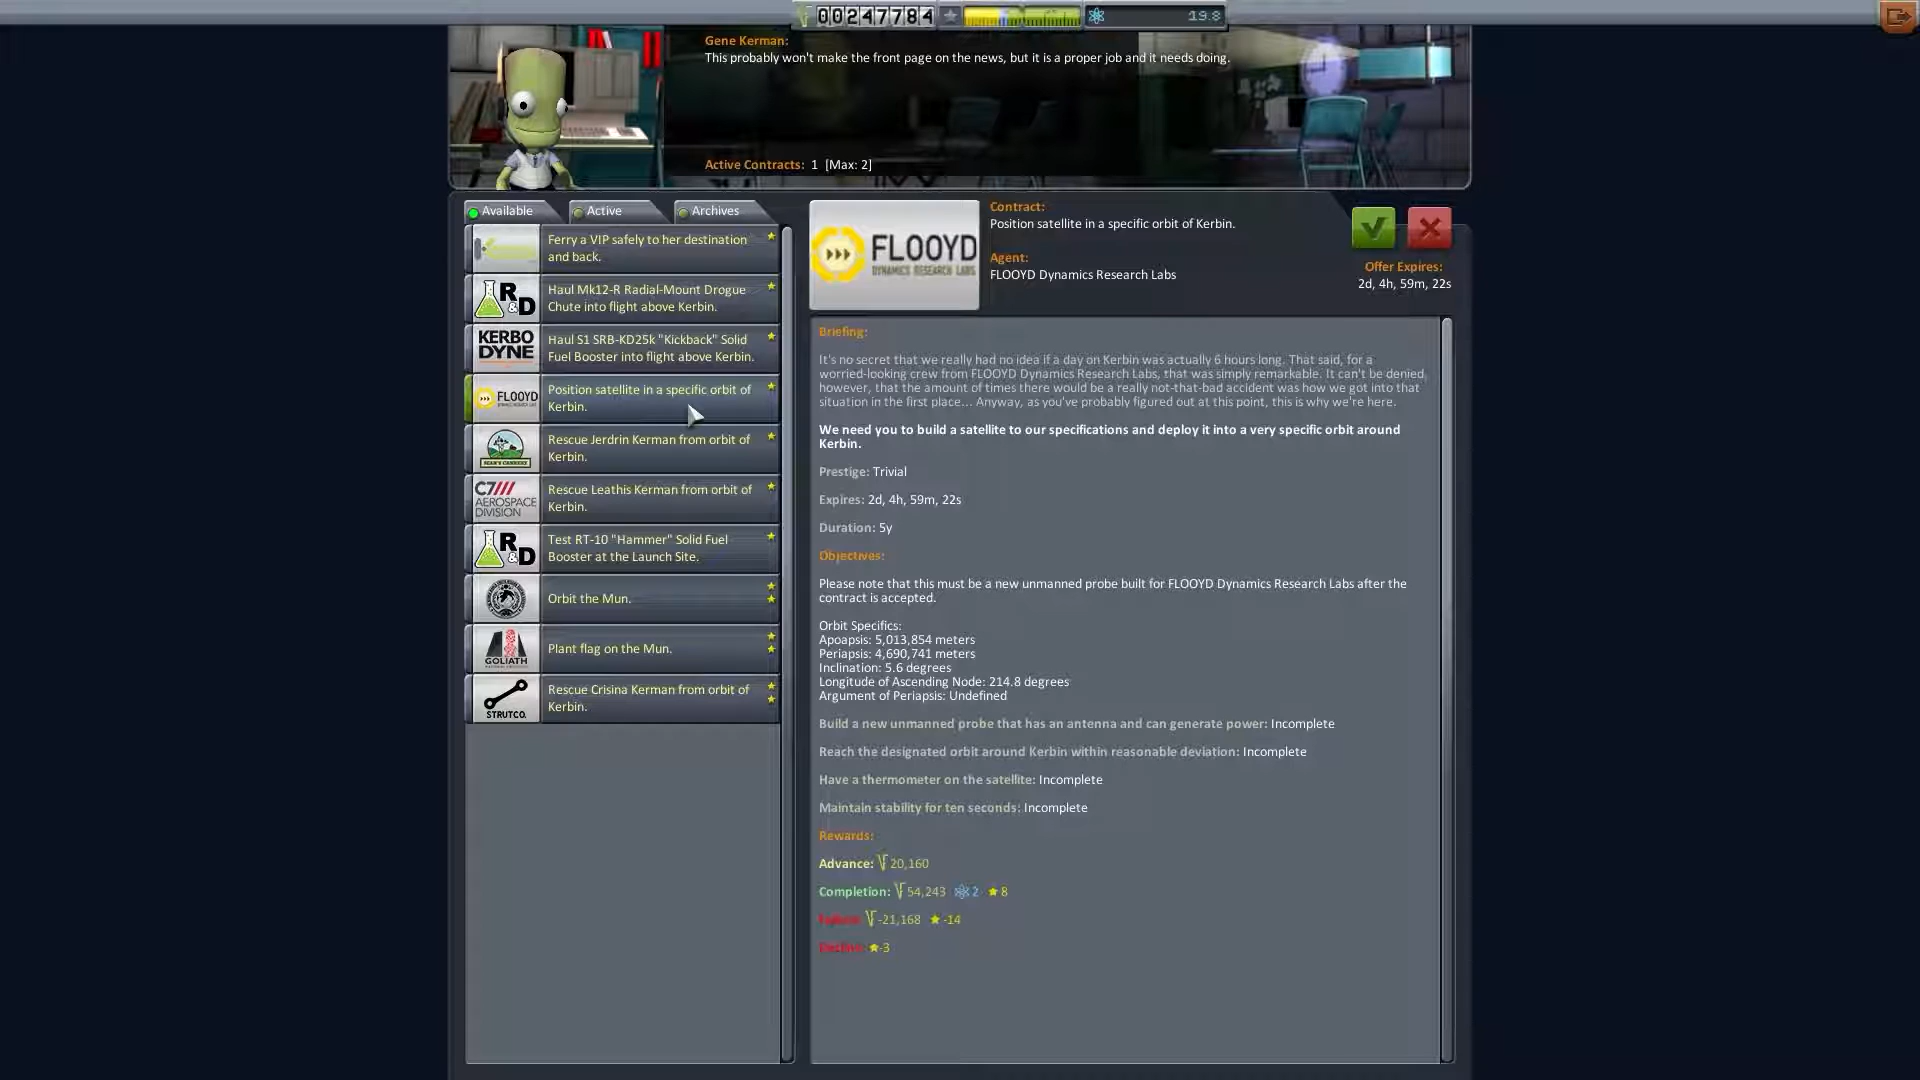 00247784
19.8
Gene Kerman:
This probably won't make the front page on the news, but it is a proper job and it needs doing.
Active Contracts: 1 [Max: 2]
Available
Active
Archives
Ferry a VIP safely to her destination
and back.
R&D
Haul Mk12-R Radial-Mount Drogue
Chute into flight above Kerbin.
KERBO
DYNE
Haul S1 SRB-KD25k "Kickback" Solid
Fuel Booster into flight above Kerbin.
FLOOYD
Position satellite in a specific orbit of
Kerbin.
Rescue Jerdrin Kerman from orbit of
Kerbin.
C7///
AEROSPACE
DIVISION
Rescue Leathis Kerman from orbit of
Kerbin.
R&D
Test RT-10 "Hammer" Solid Fuel
Booster at the Launch Site.
Orbit the Mun.
GOLIATH
Plant flag on the Mun.
STRUTCO.
Rescue Crisina Kerman from orbit of
Kerbin.
FLOOYD
DYNAMICS RESEARCH LABS
Contract:
Position satellite in a specific orbit of Kerbin.
Agent:
FLOOYD Dynamics Research Labs
Offer Expires:
2d, 4h, 59m, 22s
Briefing:
It's no secret that we really had no idea if a day on Kerbin was actually 6 hours long. That said, for a
worried-looking crew from FLOOYD Dynamics Research Labs, that was simply remarkable. It can't be denied,
however, that the amount of times there would be a really not-that-bad accident was how we got into that
situation in the first place... Anyway, as you've probably figured out at this point, this is why we're here.
We need you to build a satellite to our specifications and deploy it into a very specific orbit around
Kerbin.
Prestige: Trivial
Expires: 2d, 4h, 59m, 22s
Duration: 5y
Objectives:
Please note that this must be a new unmanned probe built for FLOOYD Dynamics Research Labs after the
contract is accepted.
Orbit Specifics:
Apoapsis: 5,013,854 meters
Periapsis: 4,690,741 meters
Inclination: 5.6 degrees
Longitude of Ascending Node: 214.8 degrees
Argument of Periapsis: Undefined
Build a new unmanned probe that has an antenna and can generate power: Incomplete
Reach the designated orbit around Kerbin within reasonable deviation: Incomplete
Have a thermometer on the satellite: Incomplete
Maintain stability for ten seconds: Incomplete
Rewards:
Advance: 20,160
Completion: 54,243 2 8
Failure: -21,168 -14
Decline: -3